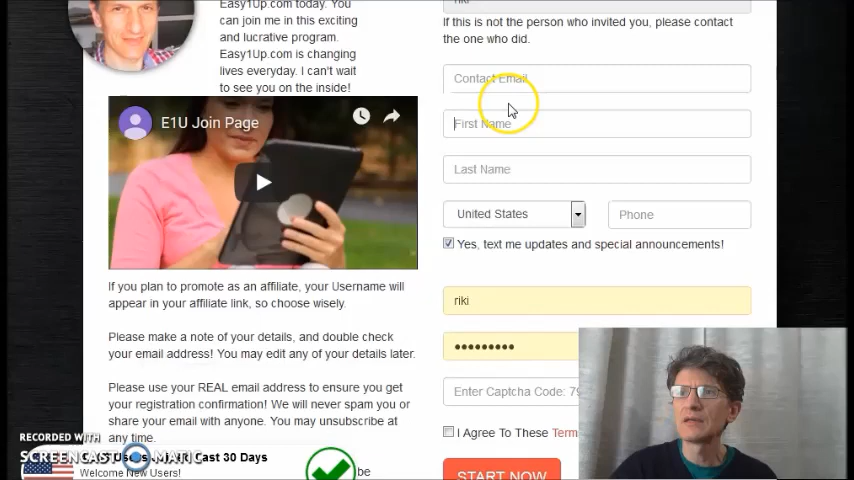 Easy1Up.com today. You
can join me in this exciting
and lucrative program.
Easy1Up.com is changing
lives everyday. I can't wait
to see you on the inside!
E1U Join Page
If you plan to promote as an affiliate, your Username will
appear in your affiliate link, so choose wisely.
Please make a note of your details, and double check
your email address! You may edit any of your details later.
Please use your REAL email address to ensure you get
your registration confirmation! We will never spam you or
share your email with anyone. You may unsubscribe at
any time.
RECORDED WITH
SCREENCAST MATIC
Cast 30 Days
Welcome New Users!
be
riki
If this is not the person who invited you, please contact
the one who did.
Contact Email
First Name
Last Name
United States
Phone
Yes, text me updates and special announcements!
riki
Enter Captcha Code: 79
I Agree To These Term
START NOW